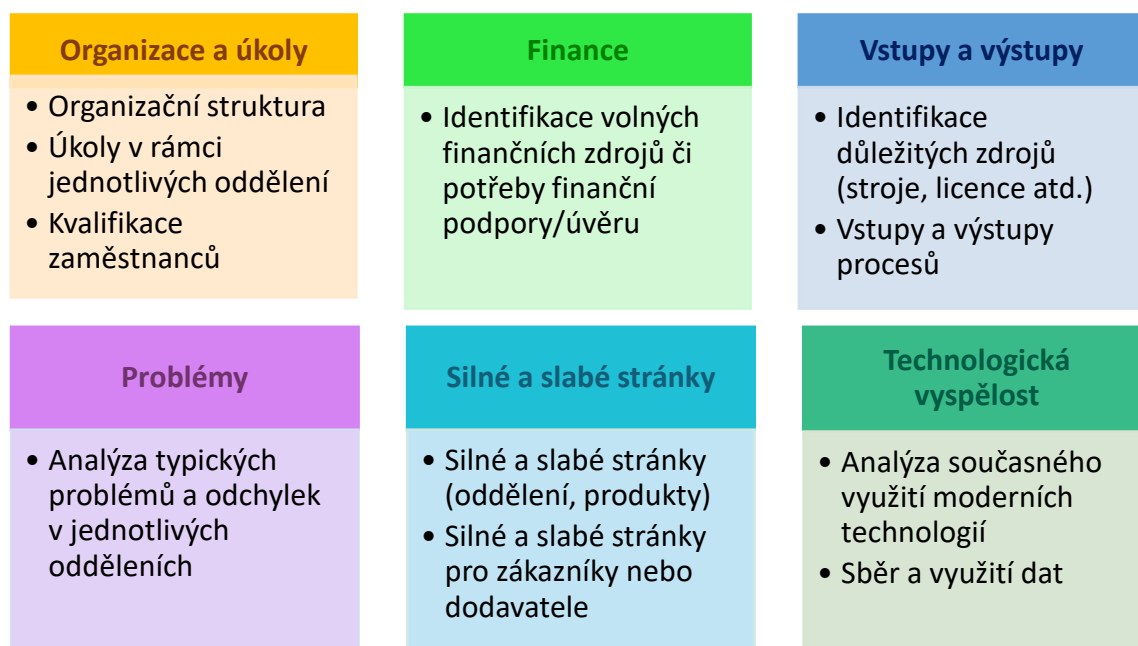 Organizace a úkoly
• Organizační struktura
• Úkoly v rámci
jednotlivých oddělení
• Kvalifikace
zaměstnanců
Finance
• Identifikace volných
finančních zdrojů či
potřeby finanční
podpory/úvěru
Vstupy a výstupy
• Identifikace
důležitých zdrojů
(stroje, licence atd.)
• Vstupy a výstupy
procesů
Problémy
• Analýza typických
problémů a odchylek
v jednotlivých
odděleních
Silné a slabé stránky
• Silné a slabé stránky
(oddělení, produkty)
• Silné a slabé stránky
pro zákazníky nebo
dodavatele
Technologická
vyspělost
• Analýza současného
využití moderních
technologií
• Sběr a využití dat